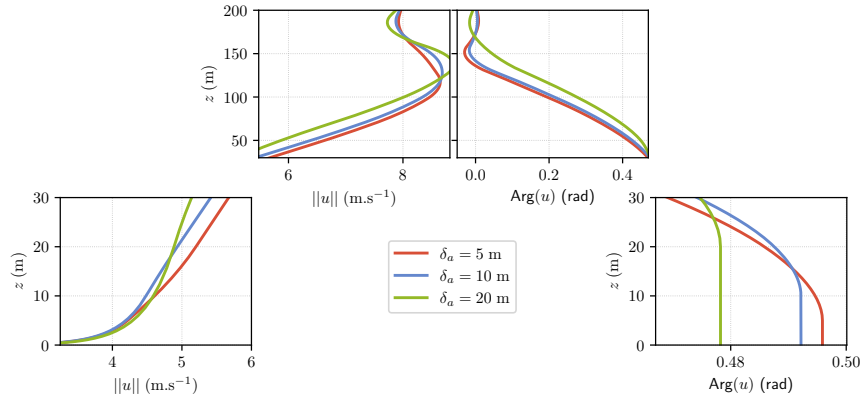 200
150
100
50
z (m)
6
8
||u|| (m.s⁻¹)
0.0
0.2
0.4
Arg(u) (rad)
30
20
10
0
z (m)
4
5
6
||u|| (m.s⁻¹)
δₐ = 5 m
δₐ = 10 m
δₐ = 20 m
30
20
10
0
z (m)
0.48
0.50
Arg(u) (rad)